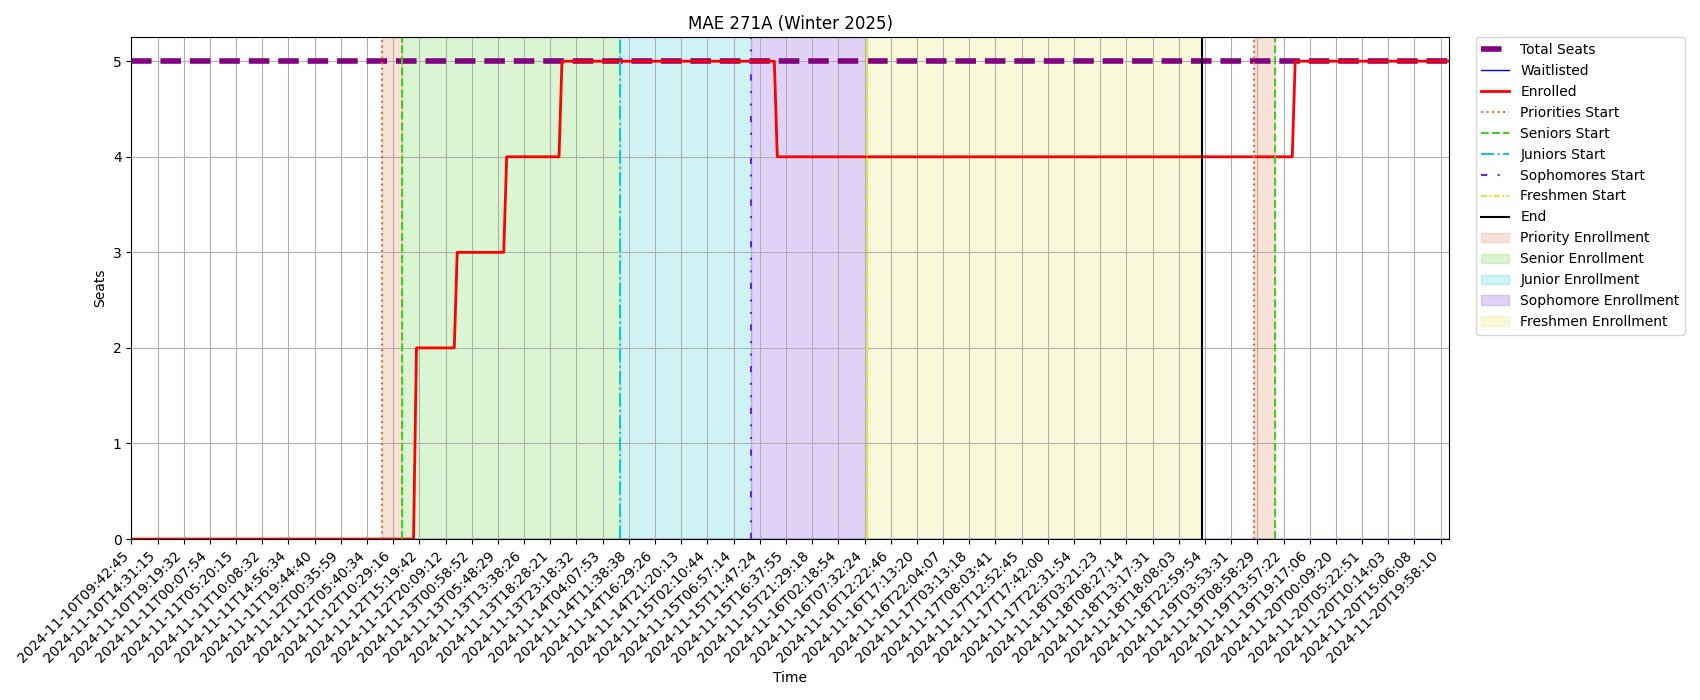 MAE 271A (Winter 2025)
Seats
5
4
3
2
1
0
2024-11-10T09:42:45
2024-11-10T14:31:15
2024-11-10T19:19:32
2024-11-11T00:07:54
2024-11-11T05:20:15
2024-11-11T10:08:32
2024-11-11T14:56:34
2024-11-11T19:44:40
2024-11-12T00:35:59
2024-11-12T05:40:34
2024-11-12T10:29:16
2024-11-12T15:19:42
2024-11-12T20:09:12
2024-11-13T00:58:52
2024-11-13T05:48:29
2024-11-13T13:38:26
2024-11-13T18:28:21
2024-11-13T23:18:32
2024-11-14T04:07:53
2024-11-14T11:38:38
2024-11-14T16:29:26
2024-11-14T21:20:13
2024-11-15T02:10:44
2024-11-15T06:57:14
2024-11-15T11:47:24
2024-11-15T16:37:55
2024-11-15T21:29:18
2024-11-16T02:18:54
2024-11-16T07:32:24
2024-11-16T12:22:46
2024-11-16T17:13:20
2024-11-16T22:04:07
2024-11-17T03:13:18
2024-11-17T08:03:41
2024-11-17T12:52:45
2024-11-17T17:42:00
2024-11-17T22:31:54
2024-11-18T03:21:23
2024-11-18T08:27:14
2024-11-18T13:17:31
2024-11-18T18:08:03
2024-11-18T22:59:54
2024-11-19T03:53:31
2024-11-19T08:58:29
2024-11-19T13:57:22
2024-11-19T19:17:06
2024-11-20T00:09:20
2024-11-20T05:22:51
2024-11-20T10:14:03
2024-11-20T15:06:08
2024-11-20T19:58:10
Time
Total Seats
Waitlisted
Enrolled
Priorities Start
Seniors Start
Juniors Start
Sophomores Start
Freshmen Start
End
Priority Enrollment
Senior Enrollment
Junior Enrollment
Sophomore Enrollment
Freshmen Enrollment